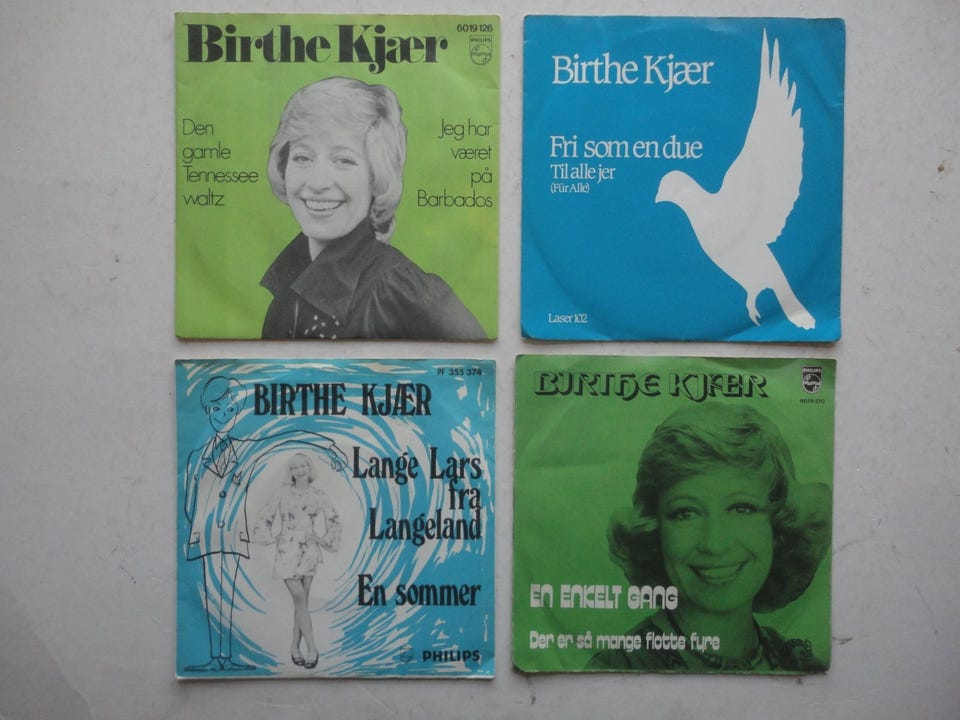 Birthe Kjær
6019 126
PHILIPS
Den
gamle
Tennessee
waltz
Jeg har
været
på
Barbados
Birthe Kjær
Fri som en due
Til alle jer
(Für Alle)
Laser 102
PF 355 374
BIRTHE KJÆR
Lange Lars
fra
Langeland
En sommer
PHILIPS
BIRTHE KJÆR
PHILIPS
6019 170
EN ENKELT GANG
Der er så mange flotte fyre